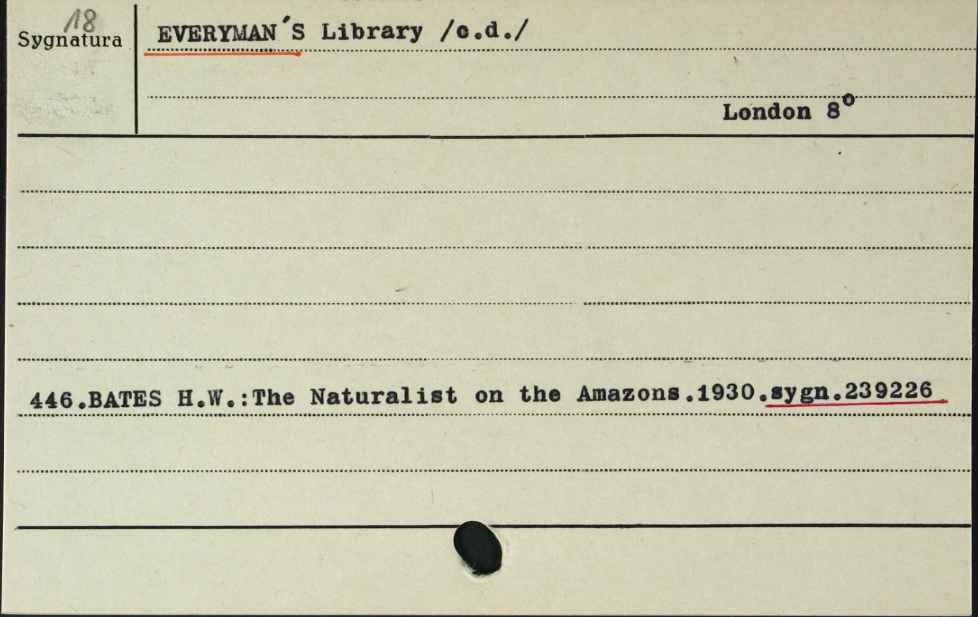 18
Sygnatura
EVERYMAN´S Library /c.d./
London 8°
446.BATES H.W.:The Naturalist on the Amazons.1930.sygn.239226